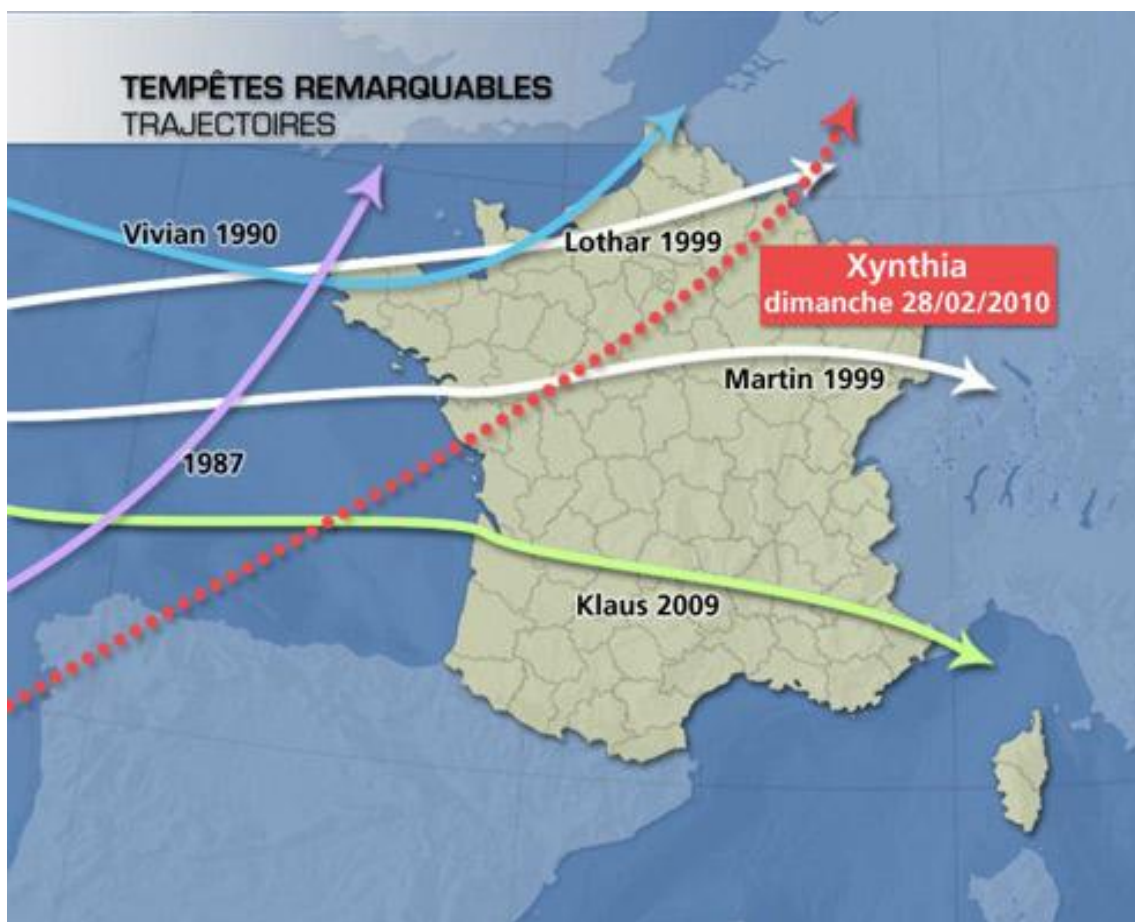 TEMPÊTES REMARQUABLES
TRAJECTOIRES
Vivian 1990
Lothar 1999
Xynthia
dimanche 28/02/2010
Martin 1999
1987
Klaus 2009